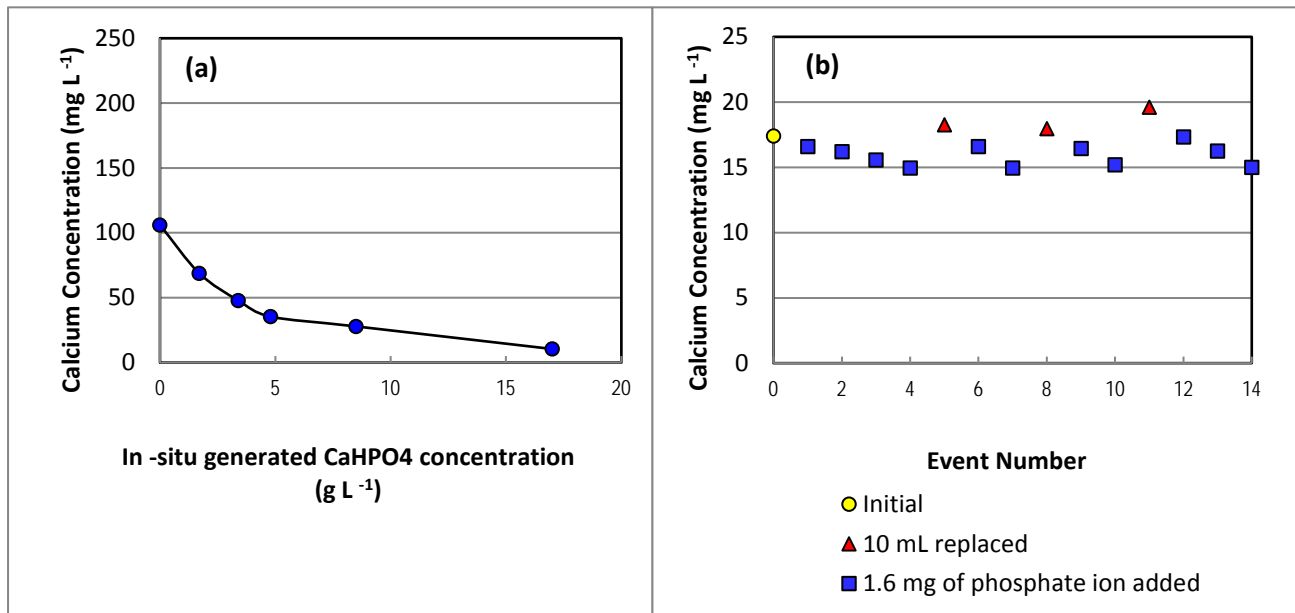 (a)
Calcium Concentration (mg L -1)
250
200
150
100
50
0
0 5 10 15 20
In -situ generated CaHPO4 concentration
(g L -1)
(b)
Calcium Concentration (mg L -1)
25
20
15
10
5
0
0 2 4 6 8 10 12 14
Event Number
Initial
10 mL replaced
1.6 mg of phosphate ion added